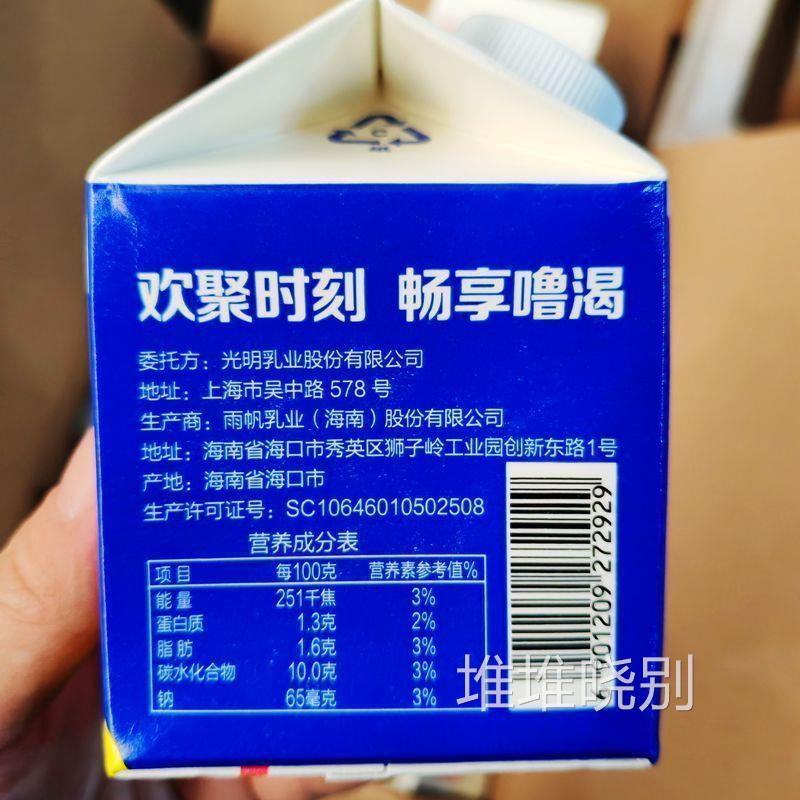 欢聚时刻 畅享噜渴
委托方：光明乳业股份有限公司
地址：上海市吴中路 578 号
生产商：雨帆乳业（海南）股份有限公司
地址：海南省海口市秀英区狮子岭工业园创新东路1号
产地：海南省海口市
生产许可证号：SC10646010502508
营养成分表
项目 每100克 营养素参考值%
能量 251千焦 3%
蛋白质 1.3克 2%
脂肪 1.6克 3%
碳水化合物 10.0克 3%
钠 65毫克 3%
6 901209 272929
堆堆晓别